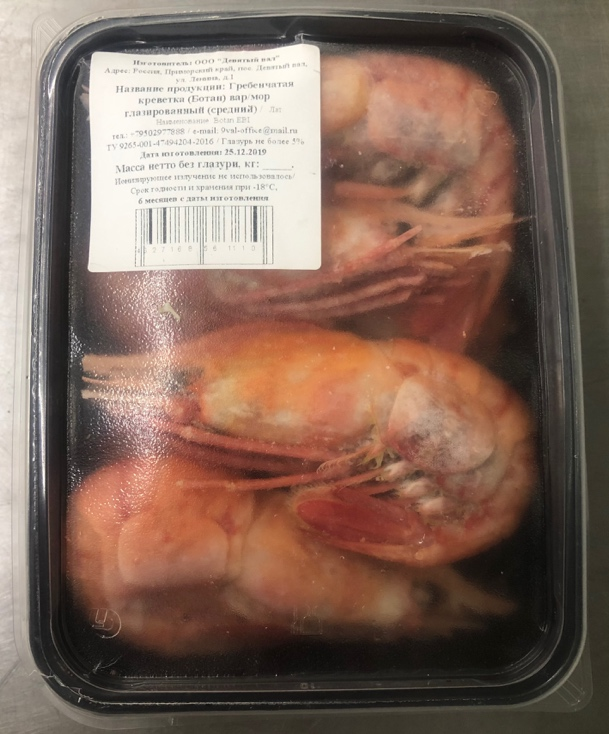 Изготовитель: ООО "Девятый вал"
Адрес: Россия, Приморский край, пос. Девятый вал,
ул. Ленина, д.1
Название продукции: Гребенчатая
креветка (Ботан) вар/мор
глазированный (средний) / Лат
Наименование Botan EBI
тел.: +79502977888 / e-mail: 9val-office@mail.ru
ТУ 9265-001-47494204-2016 / Глазурь не более 5%
Дата изготовления: 25.12.2019
Масса нетто без глазури, кг: ______.
Ионизирующее излучение не использовалось/
Срок годности и хранения при -18°С,
6 месяцев с даты изготовления